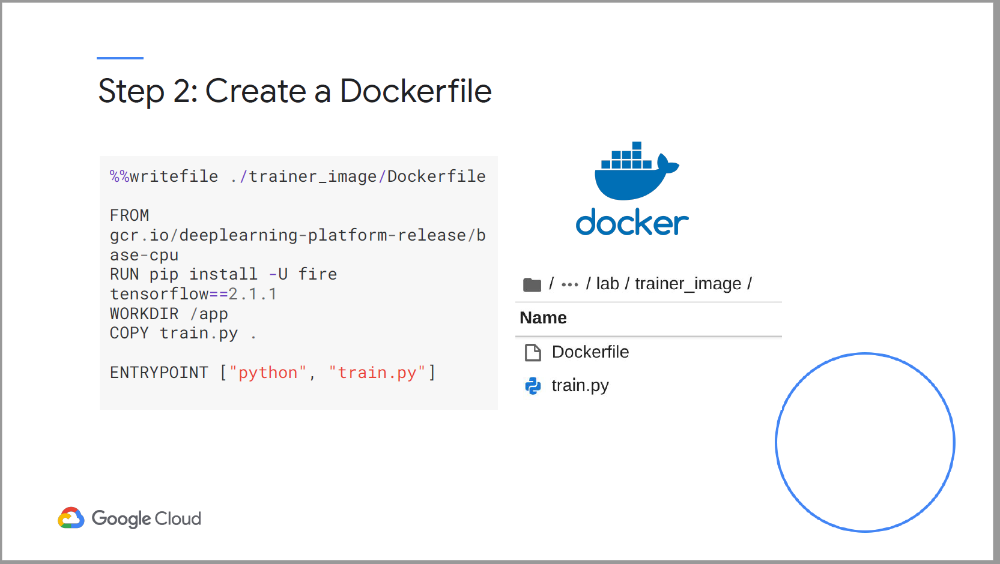 Step 2: Create a Dockerfile
%%writefile ./trainer_image/Dockerfile
FROM
gcr.io/deeplearning-platform-release/b
ase-cpu
RUN pip install -U fire
tensorflow==2.1.1
WORKDIR /app
COPY train.py .
ENTRYPOINT ["python", "train.py"]
docker
/ ··· / lab / trainer_image /
Name
Dockerfile
train.py
Google Cloud